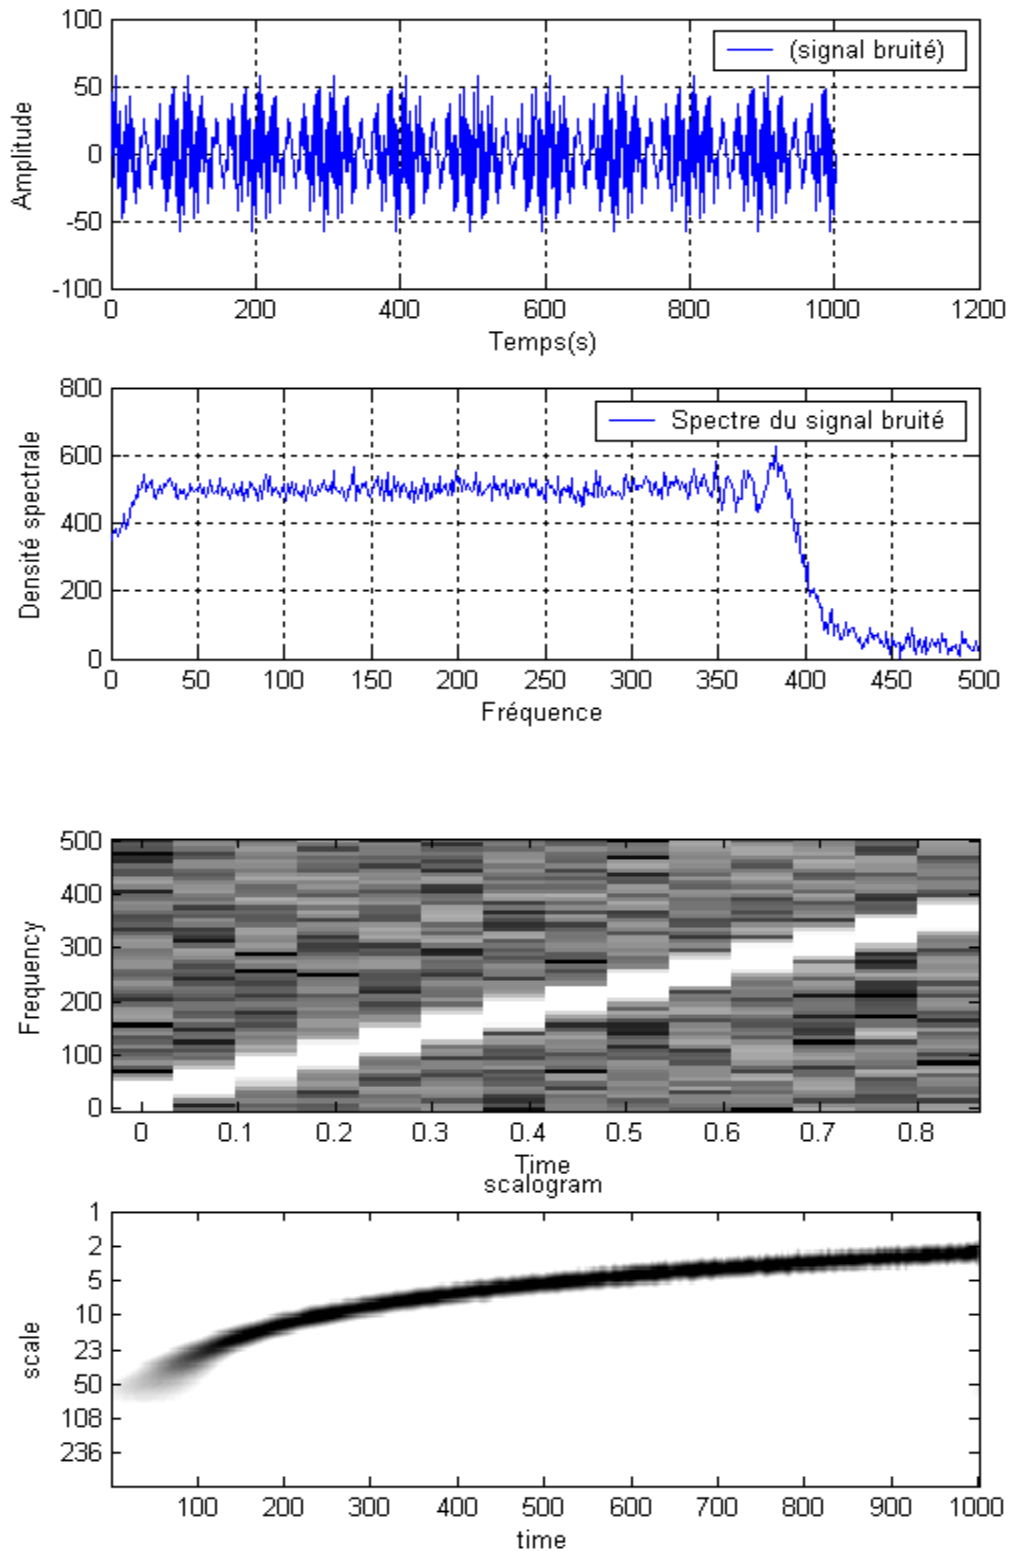 100
50
0
-50
-100
Amplitude
(signal bruité)
0 200 400 600 800 1000 1200
Temps(s)
800
600
400
200
0
Densité spectrale
Spectre du signal bruité
0 50 100 150 200 250 300 350 400 450 500
Fréquence
500
400
300
200
100
0
Frequency
0 0.1 0.2 0.3 0.4 0.5 0.6 0.7 0.8
Time
scalogram
1
2
5
10
23
50
108
236
scale
100 200 300 400 500 600 700 800 900 1000
time